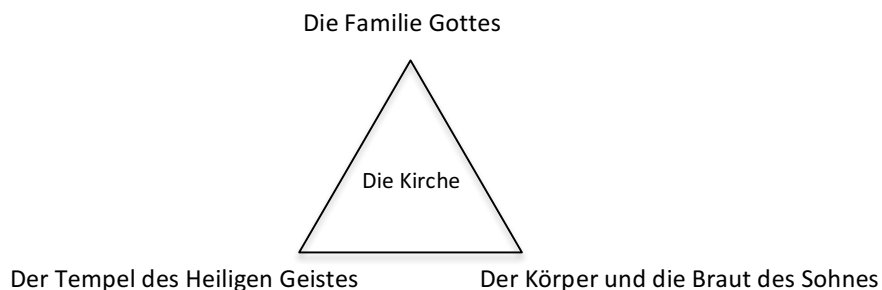 Die Familie Gottes
Die Kirche
Der Tempel des Heiligen Geistes
Der Körper und die Braut des Sohnes